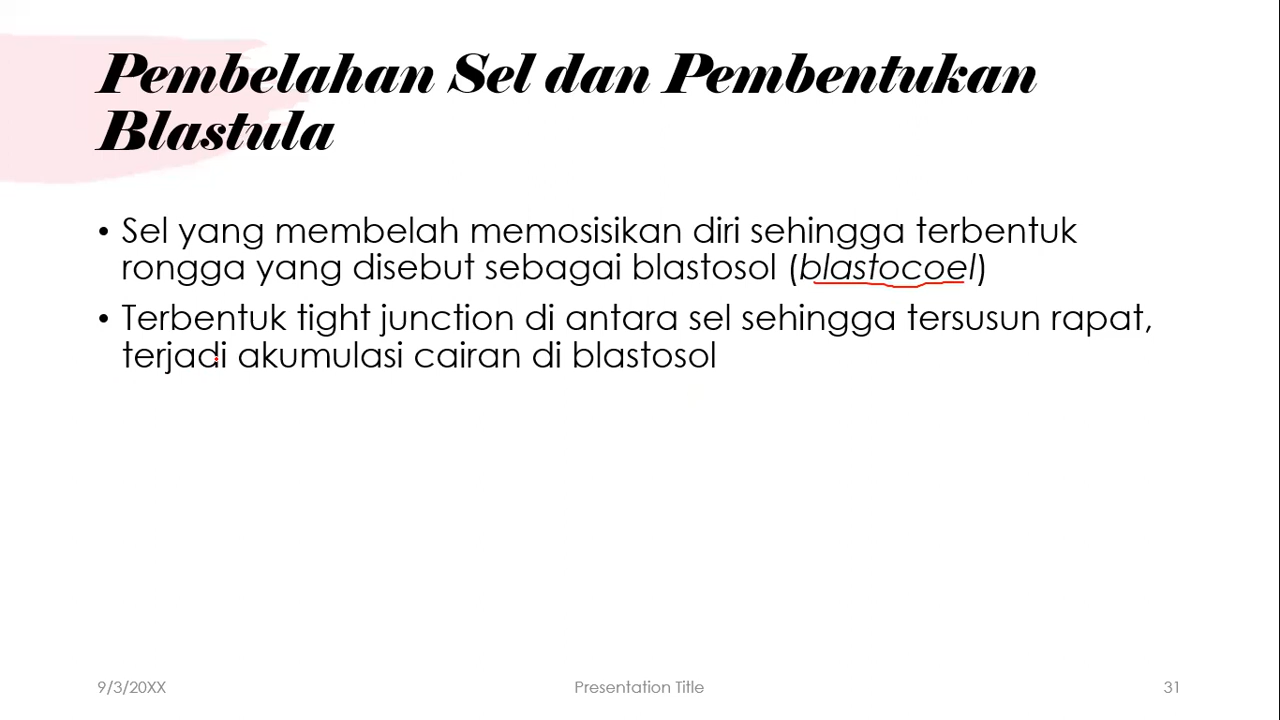 Pembelahan Sel dan Pembentukan
Blastula
• Sel yang membelah memosisikan diri sehingga terbentuk
rongga yang disebut sebagai blastosol (blastocoel)
• Terbentuk tight junction di antara sel sehingga tersusun rapat,
terjadi akumulasi cairan di blastosol
9/3/20XX
Presentation Title
31